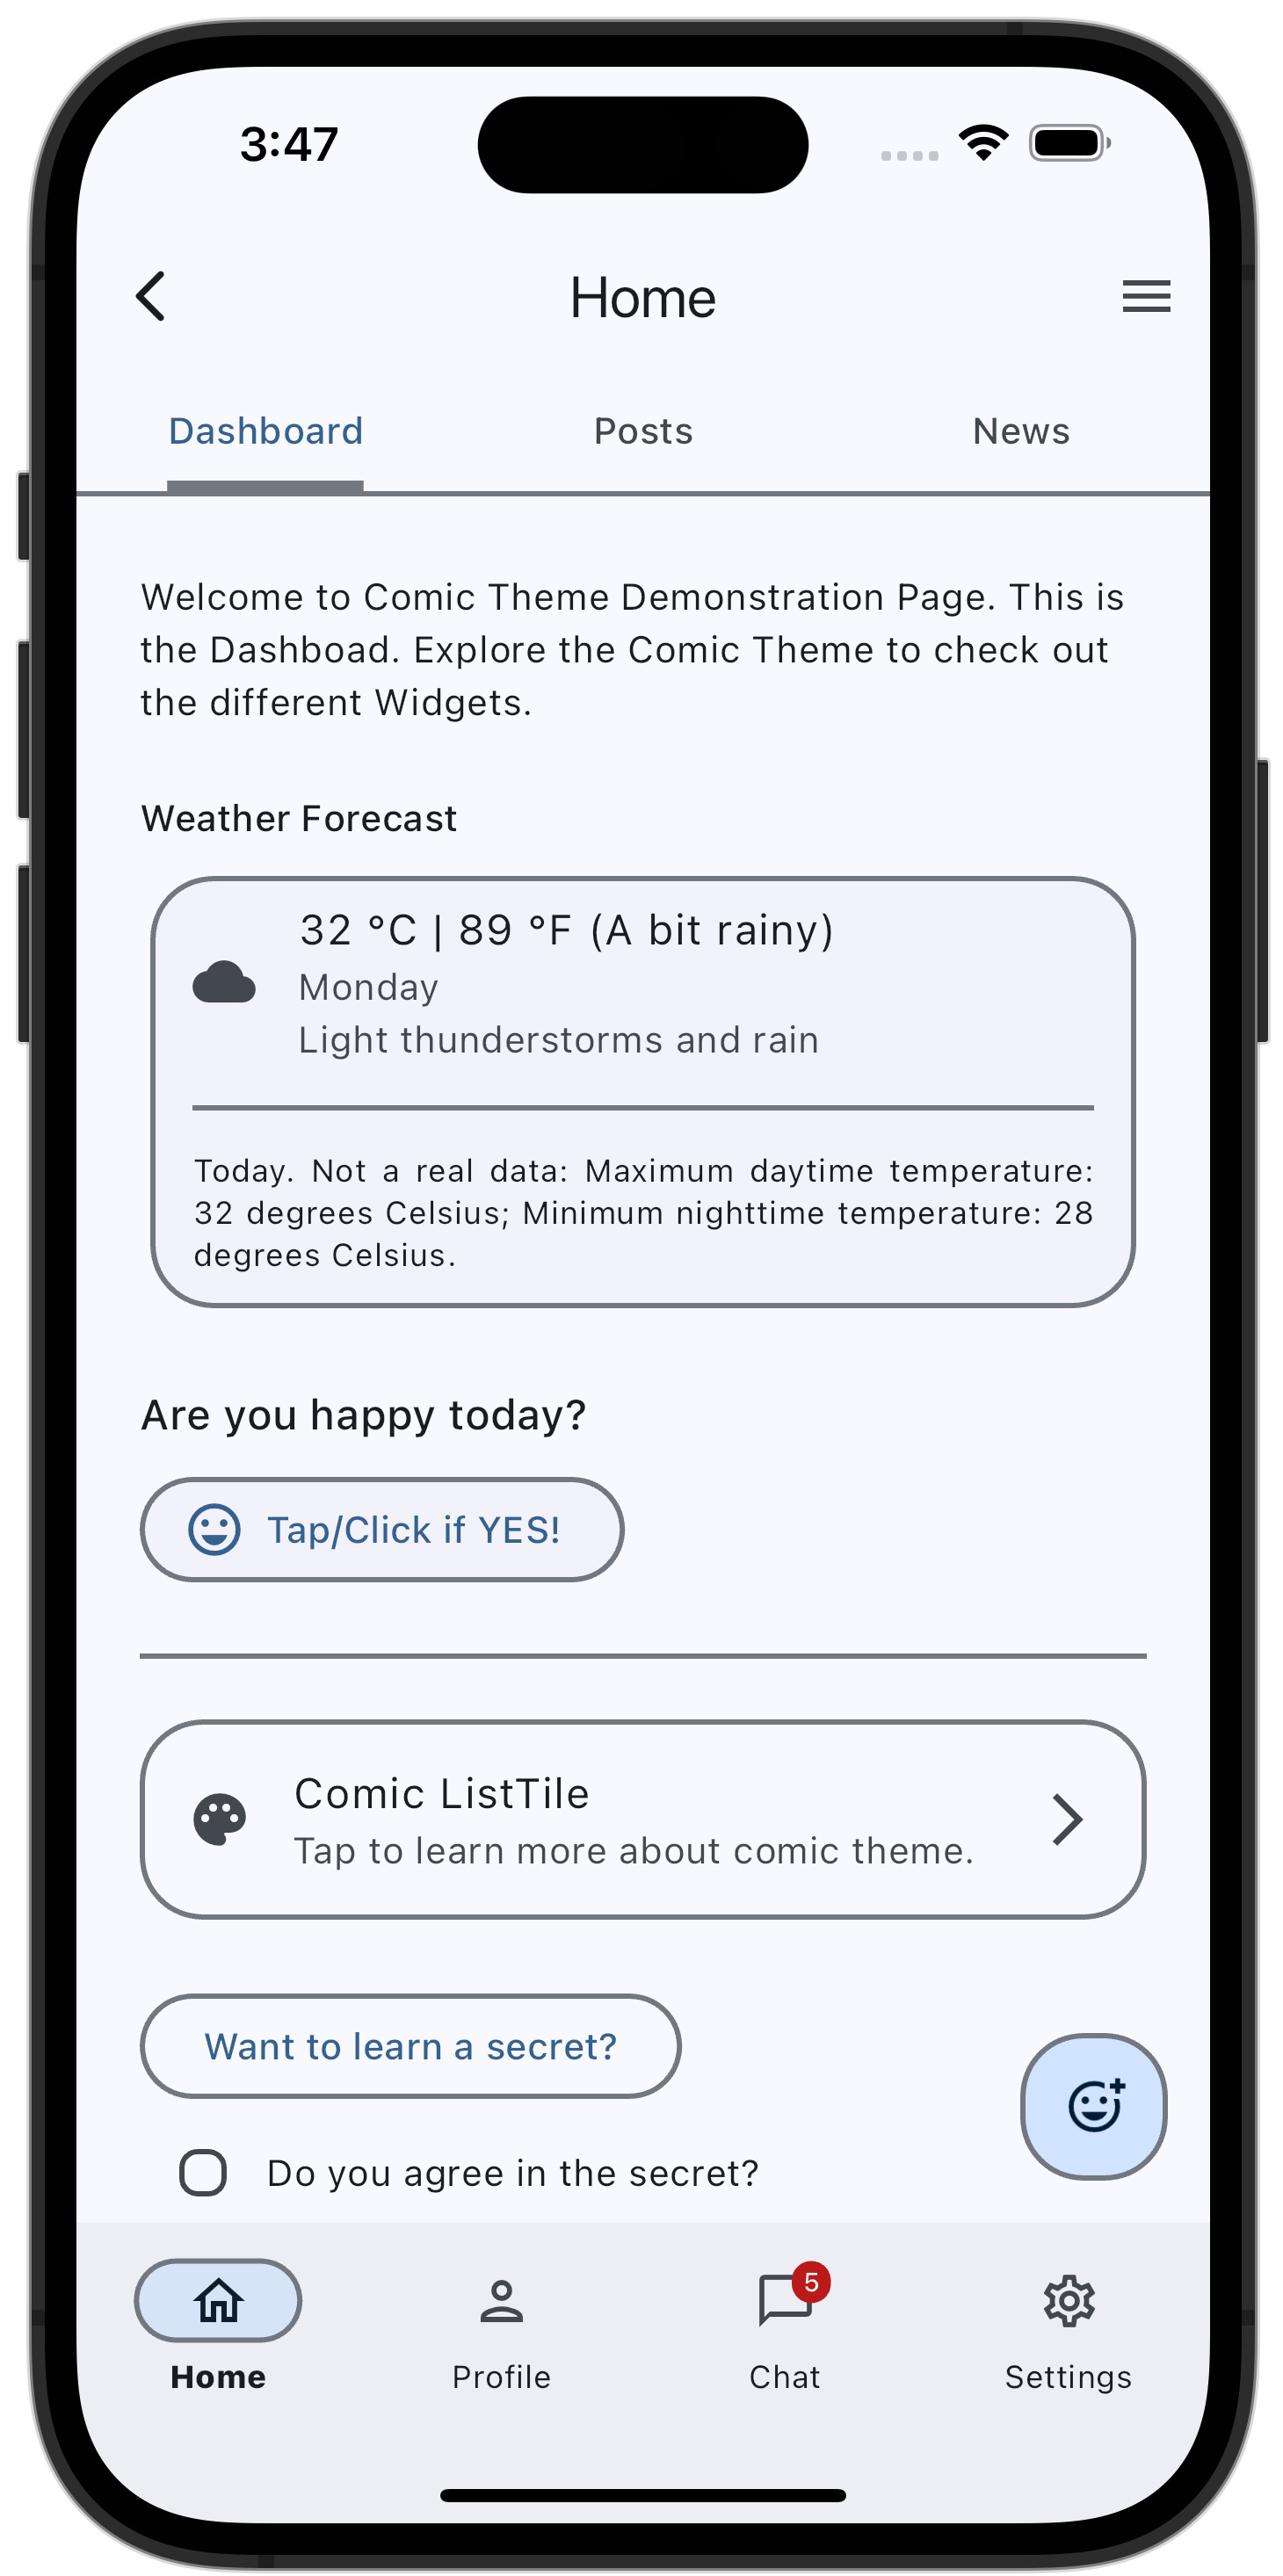 3:47
Home
Dashboard
Posts
News
Welcome to Comic Theme Demonstration Page. This is
the Dashboad. Explore the Comic Theme to check out
the different Widgets.
Weather Forecast
32 °C | 89 °F (A bit rainy)
Monday
Light thunderstorms and rain
Today. Not a real data: Maximum daytime temperature:
32 degrees Celsius; Minimum nighttime temperature: 28
degrees Celsius.
Are you happy today?
Tap/Click if YES!
Comic ListTile
Tap to learn more about comic theme.
Want to learn a secret?
Do you agree in the secret?
5
Home
Profile
Chat
Settings